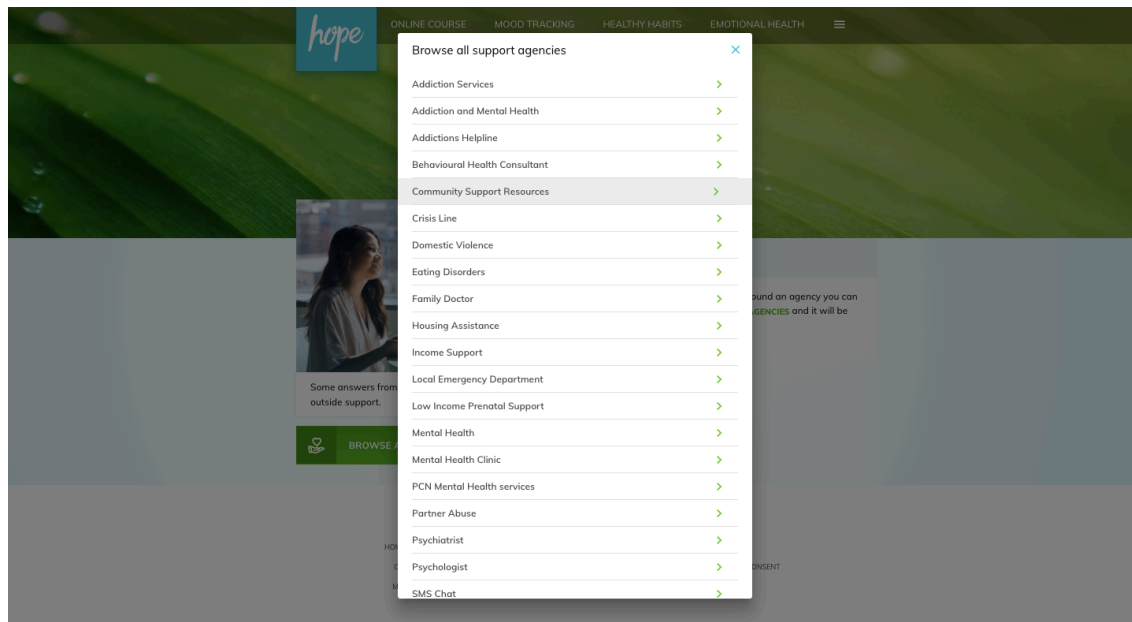 hope
ONLINE COURSE MOOD TRACKING HEALTHY HABITS EMOTIONAL HEALTH
Browse all support agencies
Addiction Services
Addiction and Mental Health
Addictions Helpline
Behavioural Health Consultant
Community Support Resources
Crisis Line
Domestic Violence
Eating Disorders
Family Doctor
Housing Assistance
Income Support
Local Emergency Department
Low Income Prenatal Support
Mental Health
Mental Health Clinic
PCN Mental Health services
Partner Abuse
Psychiatrist
Psychologist
SMS Chat
an agency you can
and it will be
Some answers from
outside support.
BROWSE